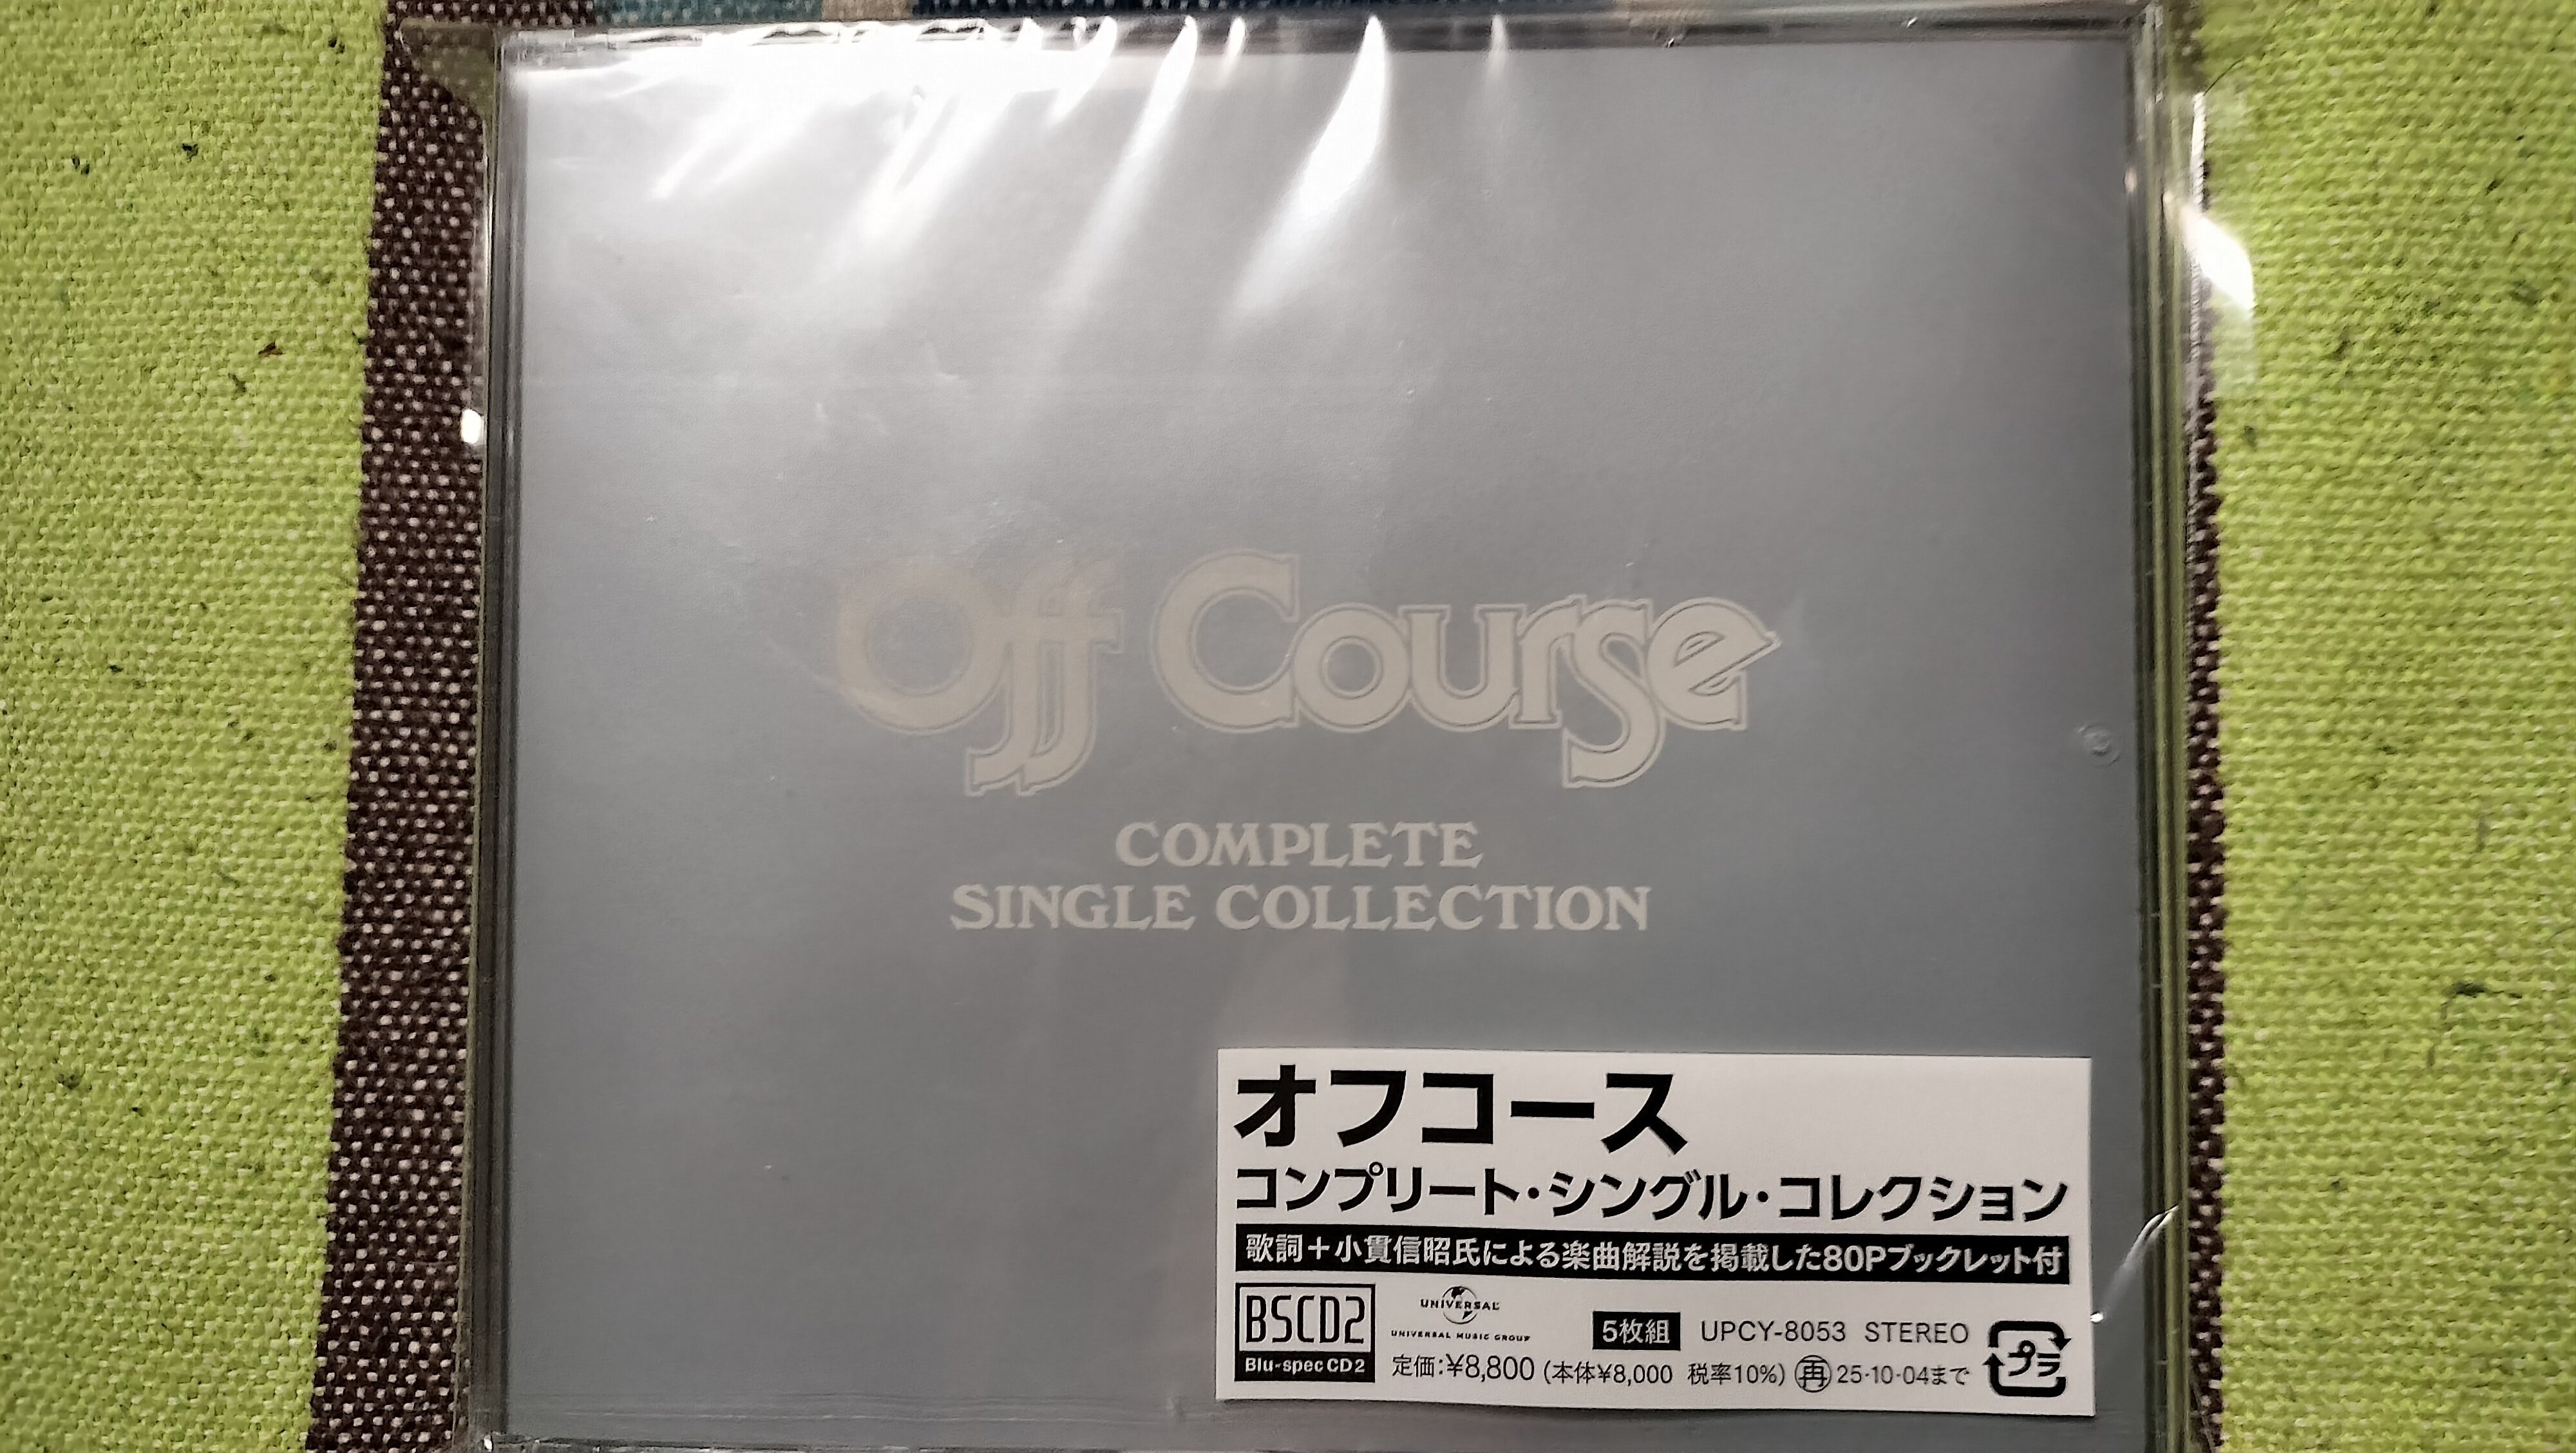 Off Course
COMPLETE
SINGLE COLLECTION
オフコース
コンプリート・シングル・コレクション
歌詞＋小貫信昭氏による楽曲解説を掲載した80Pブックレット付
BSCD2
Blu-spec CD2
UNIVERSAL
UNIVERSAL MUSIC GROUP
5枚組 UPCY-8053 STEREO
定価:¥8,800 (本体¥8,000 税率10%) ㊢25·10·04まで
プラ